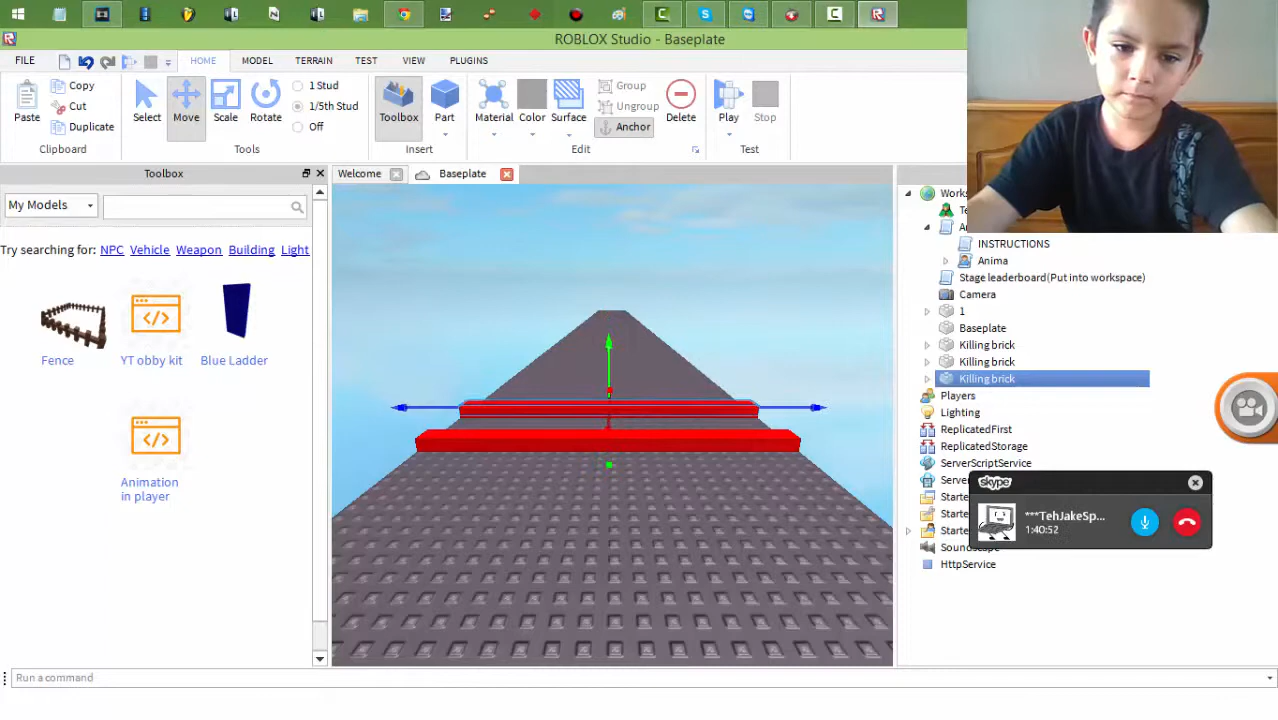 ROBLOX Studio - Baseplate
FILE HOME MODEL TERRAIN TEST VIEW PLUGINS
Paste
Copy
Cut
Duplicate
Clipboard
Select
Move
Scale
Rotate
1 Stud
1/5th Stud
Off
Tools
Toolbox
Part
Insert
Material
Color
Surface
Group
Ungroup
Anchor
Delete
Edit
Play
Stop
Test
Toolbox
My Models
Try searching for: NPC Vehicle Weapon Building Light
Fence
YT obby kit
Blue Ladder
Animation
in player
Welcome
Baseplate
INSTRUCTIONS
Anima
Stage leaderboard(Put into workspace)
Camera
1
Baseplate
Killing brick
Killing brick
Killing brick
Players
Lighting
ReplicatedFirst
ReplicatedStorage
ServerScriptService
HttpService
skype
***TehJakeSp...
1:40:52
Run a command